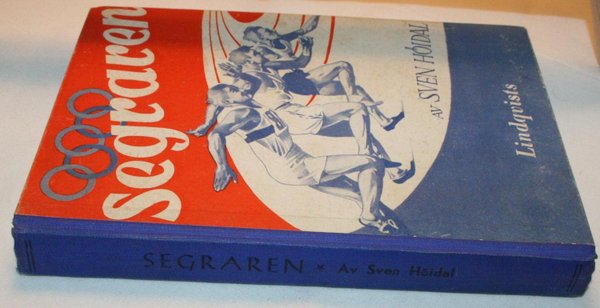 Segraren
AV SVEN HÖIDAL
Lindqvists
SEGRAREN * Av Sven Höidal